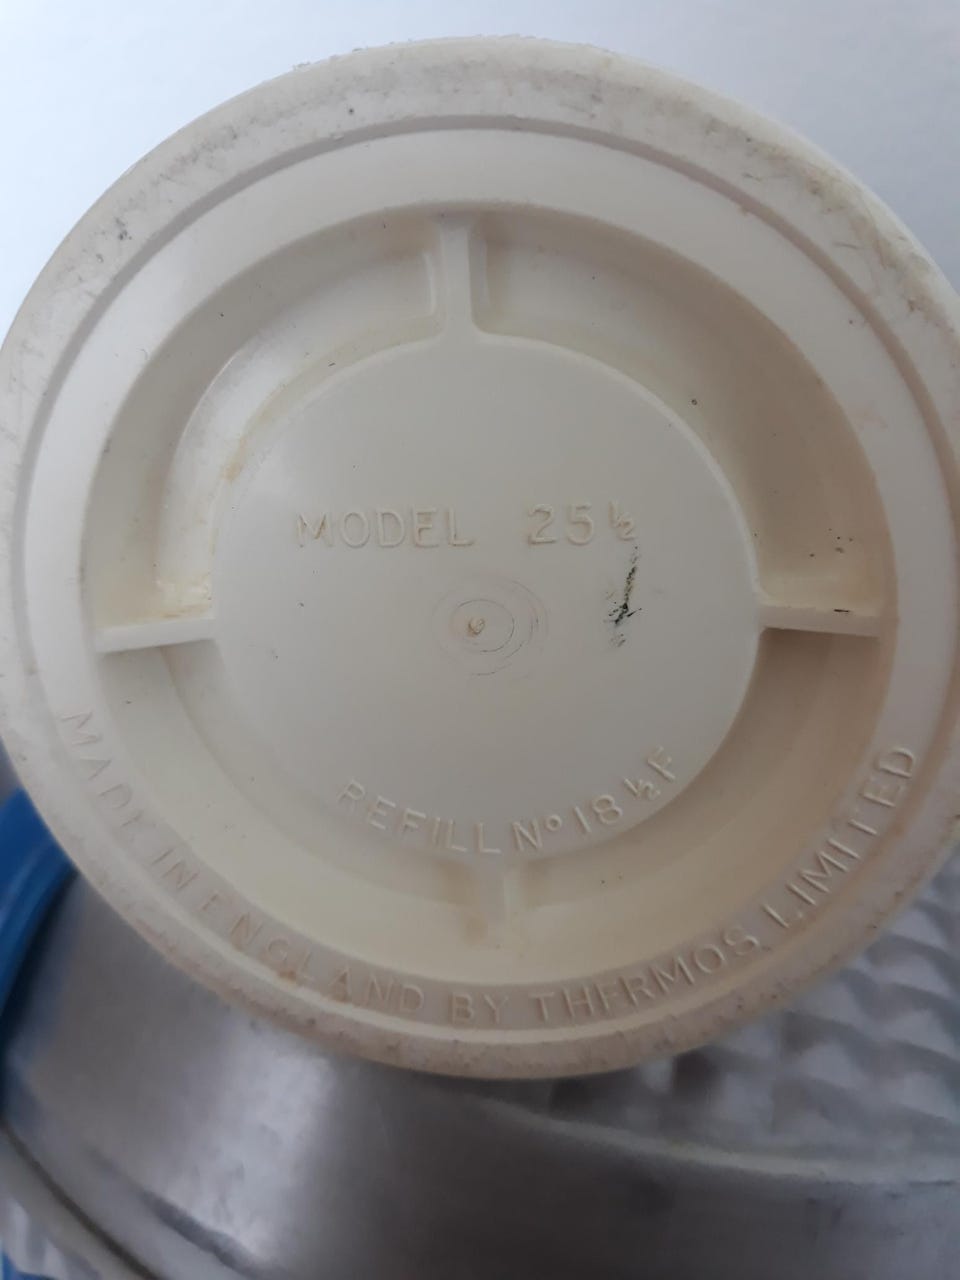 MODEL 25½
REFILL Nº 18½F
MADE IN ENGLAND BY THERMOS LIMITED